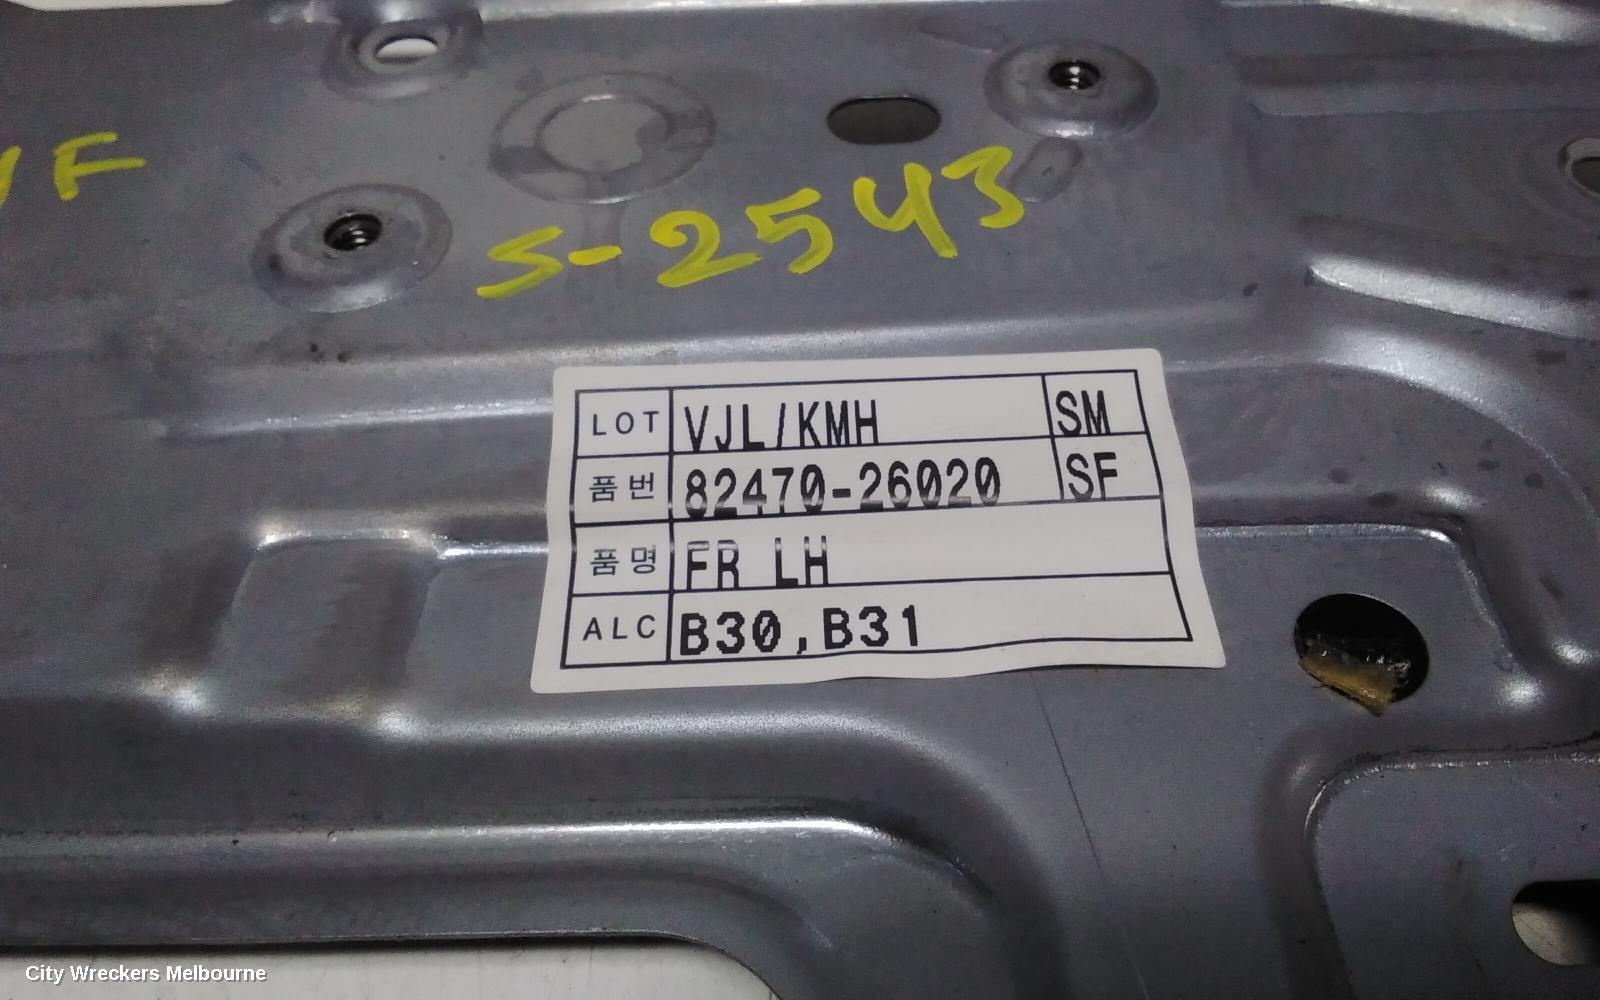 F
S-2543
LOT VJL/KMH SM
품번 82470-26020 SF
품명 FR LH
ALC B30,B31
City Wreckers Melbourne